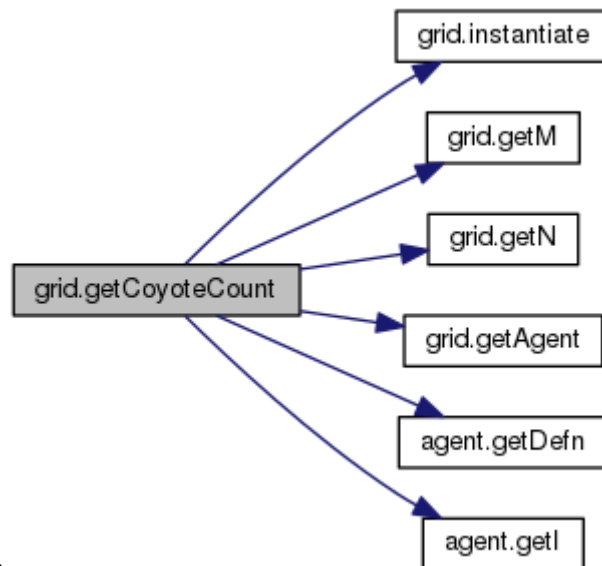 grid.instantiate
grid.getM
grid.getN
grid.getCoyoteCount
grid.getAgent
agent.getDefn
agent.getI